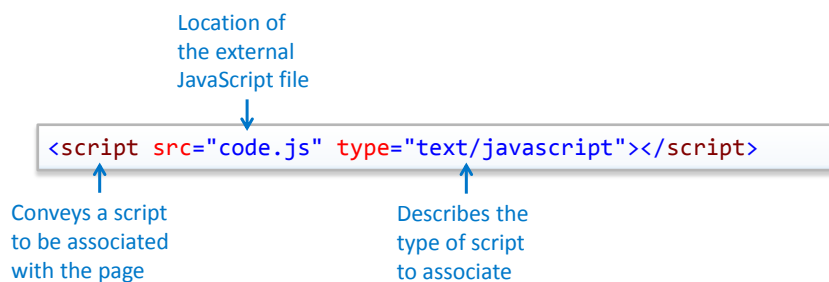 Location of
the external
JavaScript file
<script src="code.js" type="text/javascript"></script>
Conveys a script
to be associated
with the page
Describes the
type of script
to associate